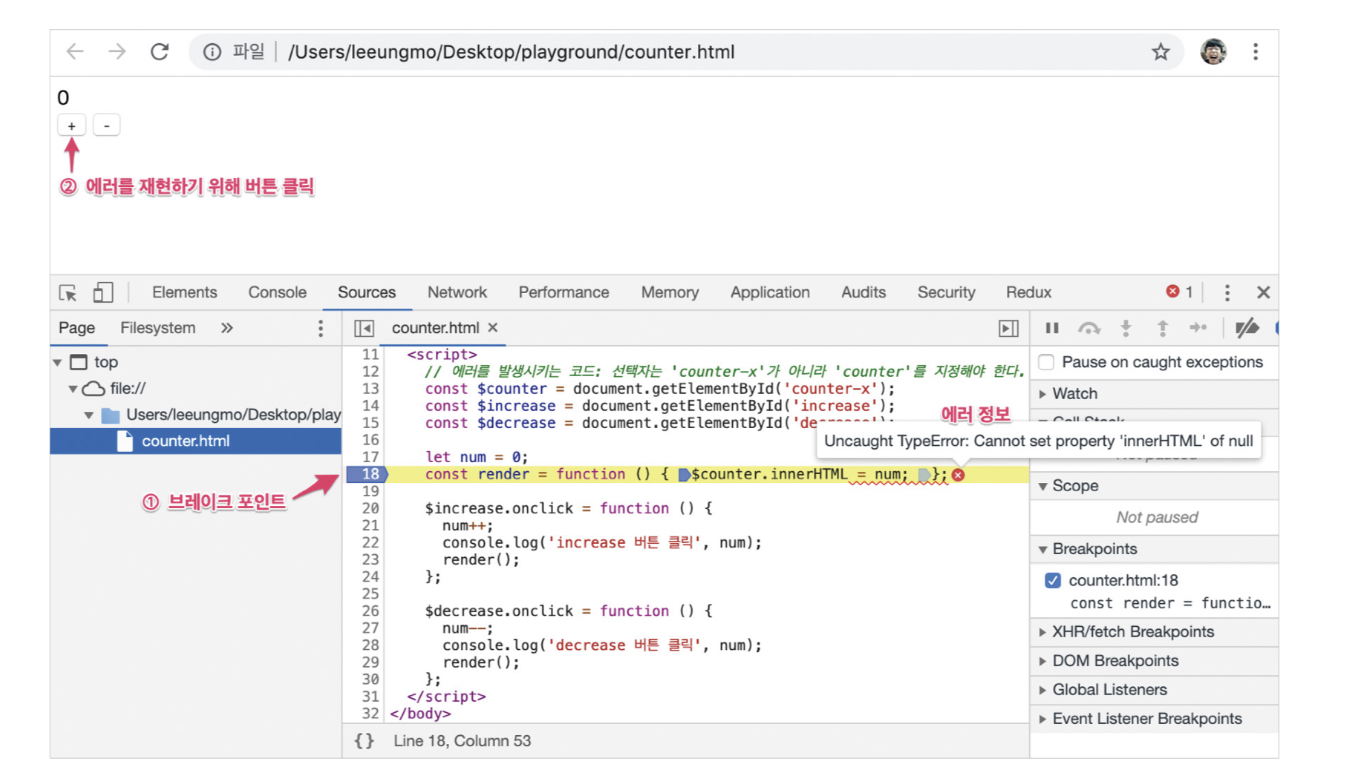 파일 | /Users/leeungmo/Desktop/playground/counter.html
0
+ -
② 에러를 재현하기 위해 버튼 클릭
Elements Console Sources Network Performance Memory Application Audits Security Redux 1
Page Filesystem »
counter.html ×
top
file://
Users/leeungmo/Desktop/play
counter.html
① 브레이크 포인트
11 <script>
12 // 에러를 발생시키는 코드: 선택자는 'counter-x'가 아니라 'counter'를 지정해야 한다.
13 const $counter = document.getElementById('counter-x');
14 const $increase = document.getElementById('increase');
15 const $decrease = document.getElementById('decrease');
에러 정보
Uncaught TypeError: Cannot set property 'innerHTML' of null
16
17 let num = 0;
18 const render = function () { $counter.innerHTML = num; };
19
20 $increase.onclick = function () {
21 num++;
22 console.log('increase 버튼 클릭', num);
23 render();
24 };
25
26 $decrease.onclick = function () {
27 num--;
28 console.log('decrease 버튼 클릭', num);
29 render();
30 };
31 </script>
32 </body>
{} Line 18, Column 53
Pause on caught exceptions
Watch
Call Stack
Not paused
Scope
Not paused
Breakpoints
counter.html:18
const render = functio…
XHR/fetch Breakpoints
DOM Breakpoints
Global Listeners
Event Listener Breakpoints